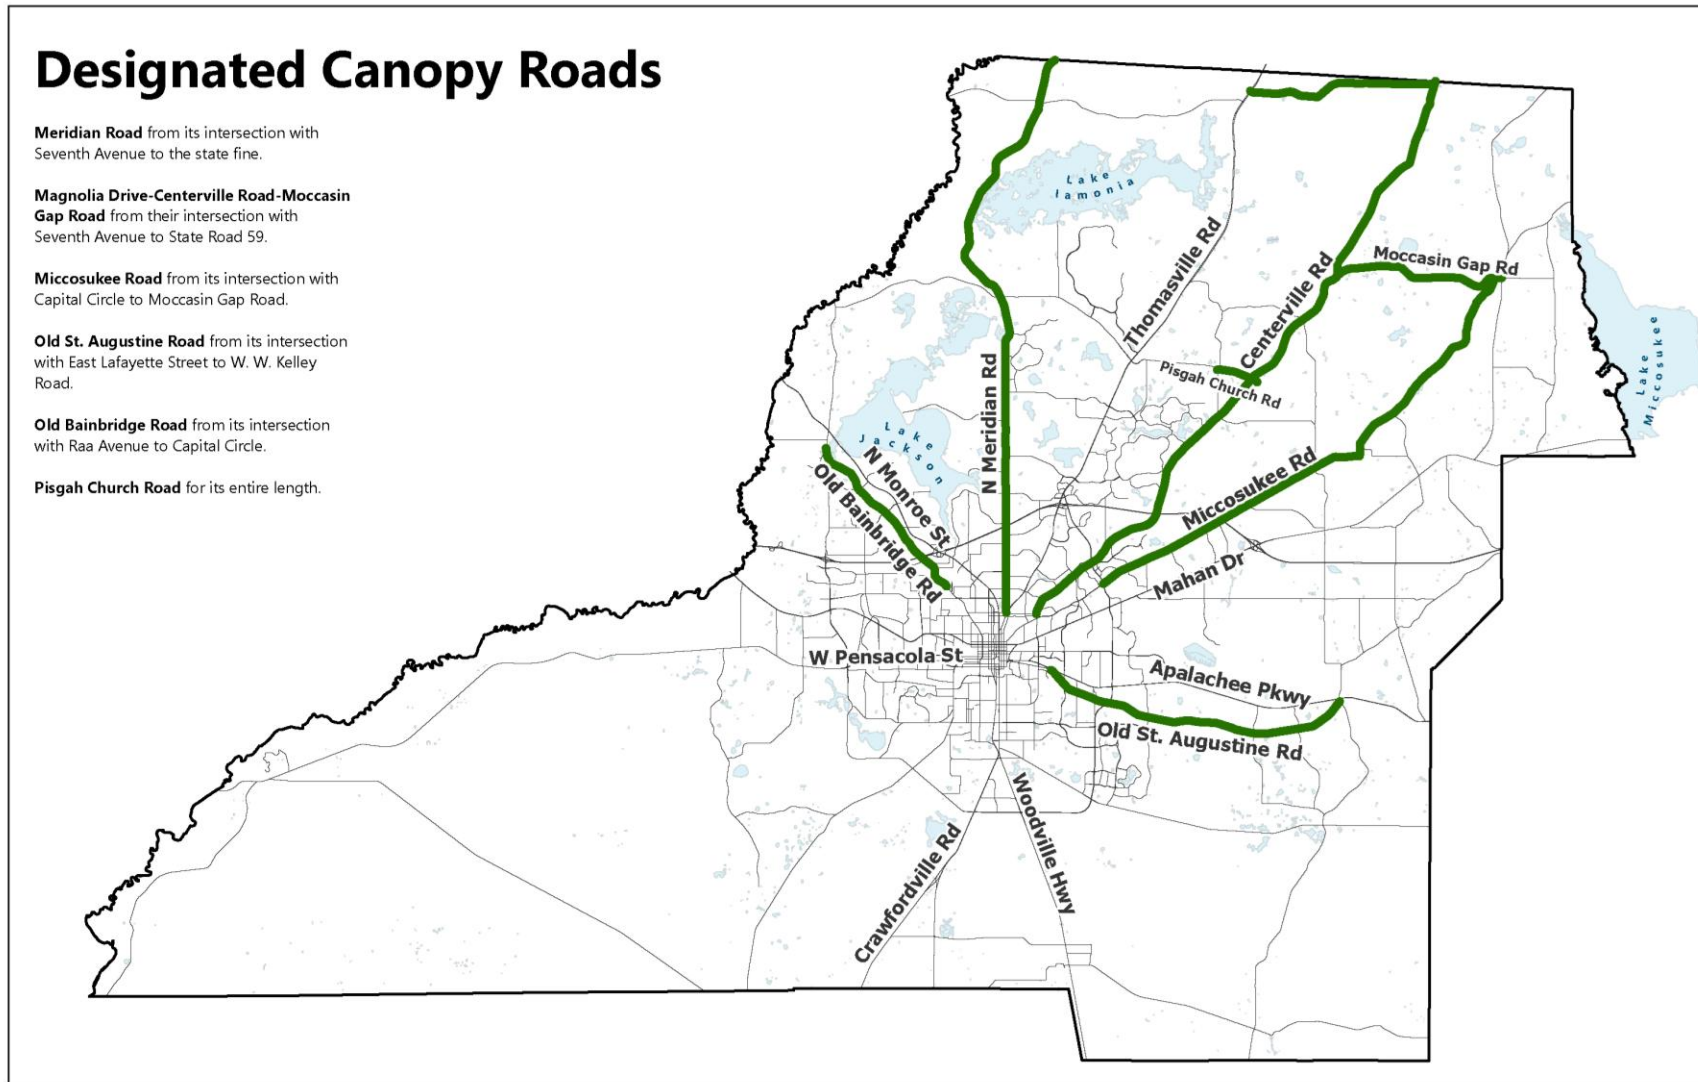 Designated Canopy Roads
Meridian Road from its intersection with
Seventh Avenue to the state fine.
Magnolia Drive-Centerville Road-Moccasin
Gap Road from their intersection with
Seventh Avenue to State Road 59.
Miccosukee Road from its intersection with
Capital Circle to Moccasin Gap Road.
Old St. Augustine Road from its intersection
with East Lafayette Street to W. W. Kelley
Road.
Old Bainbridge Road from its intersection
with Raa Avenue to Capital Circle.
Pisgah Church Road for its entire length.
Lake
Iamonia
Thomasville Rd
Moccasin Gap Rd
Centerville Rd
Lake
Miccosukee
N Meridian Rd
Pisgah Church Rd
Lake
Jackson
N Monroe St
Old Bainbridge Rd
Miccosukee Rd
Mahan Dr
W Pensacola St
Apalachee Pkwy
Old St. Augustine Rd
Woodville Hwy
Crawfordville Rd